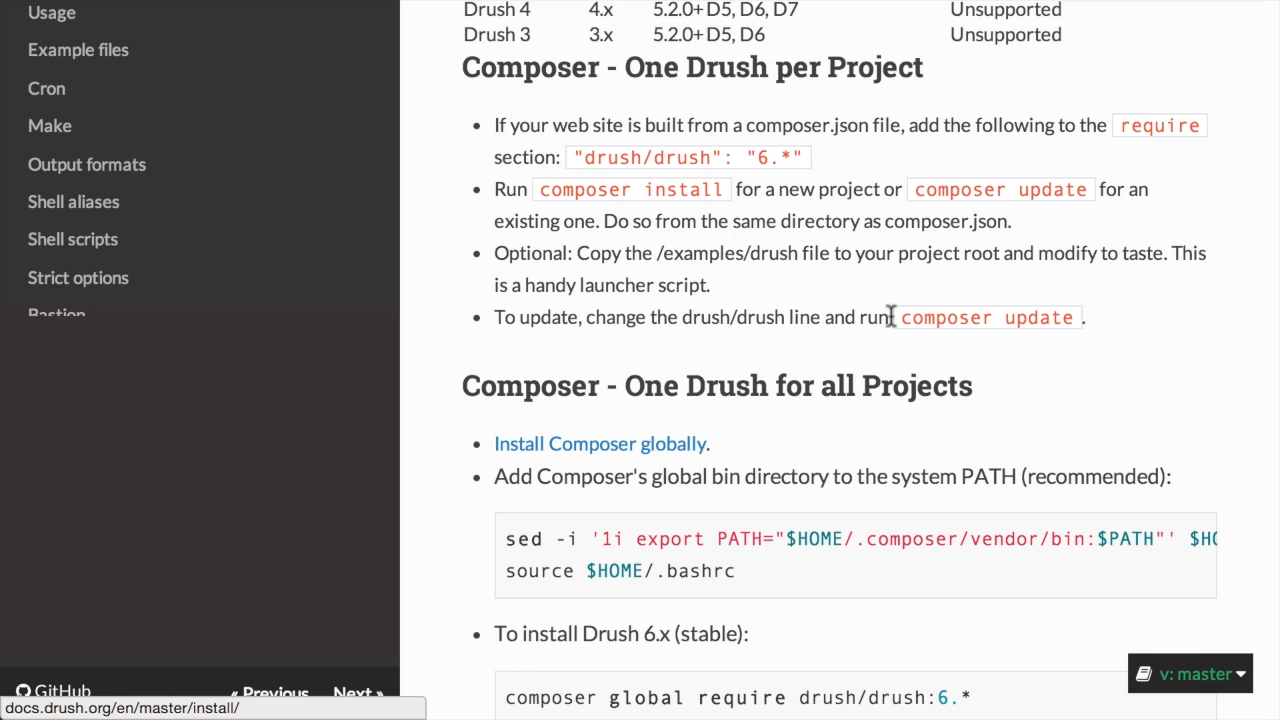 Usage
Example files
Cron
Make
Output formats
Shell aliases
Shell scripts
Strict options
Bastion
GitHub
« Previous
Next »
docs.drush.org/en/master/install/
Drush 4 4.x 5.2.0+ D5, D6, D7 Unsupported
Drush 3 3.x 5.2.0+ D5, D6 Unsupported
Composer - One Drush per Project
• If your web site is built from a composer.json file, add the following to the require
section: "drush/drush": "6.*"
• Run composer install for a new project or composer update for an
existing one. Do so from the same directory as composer.json.
• Optional: Copy the /examples/drush file to your project root and modify to taste. This
is a handy launcher script.
• To update, change the drush/drush line and run composer update .
Composer - One Drush for all Projects
• Install Composer globally.
• Add Composer's global bin directory to the system PATH (recommended):
sed -i '1i export PATH="$HOME/.composer/vendor/bin:$PATH"' $HO
source $HOME/.bashrc
• To install Drush 6.x (stable):
composer global require drush/drush:6.*
v: master